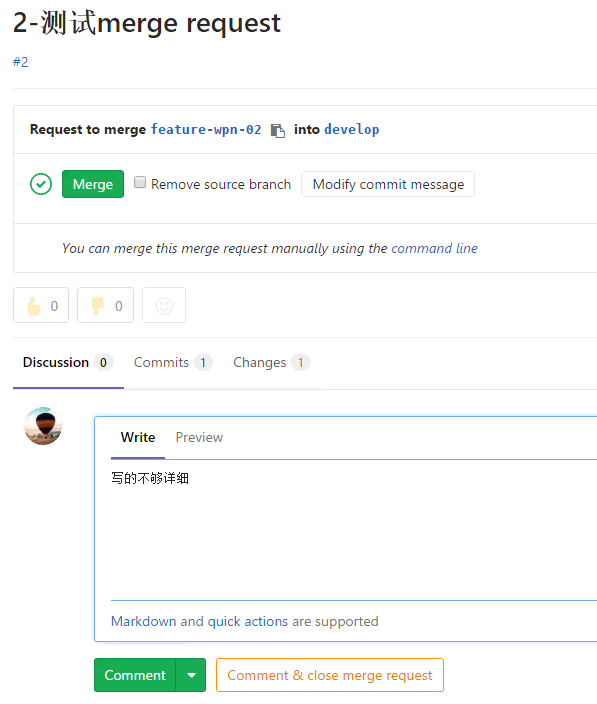 2-测试merge request
#2
Request to merge feature-wpn-02 into develop
Merge Remove source branch Modify commit message
You can merge this merge request manually using the command line
0 0
Discussion 0 Commits 1 Changes 1
Write Preview
写的不够详细
Markdown and quick actions are supported
Comment Comment & close merge request